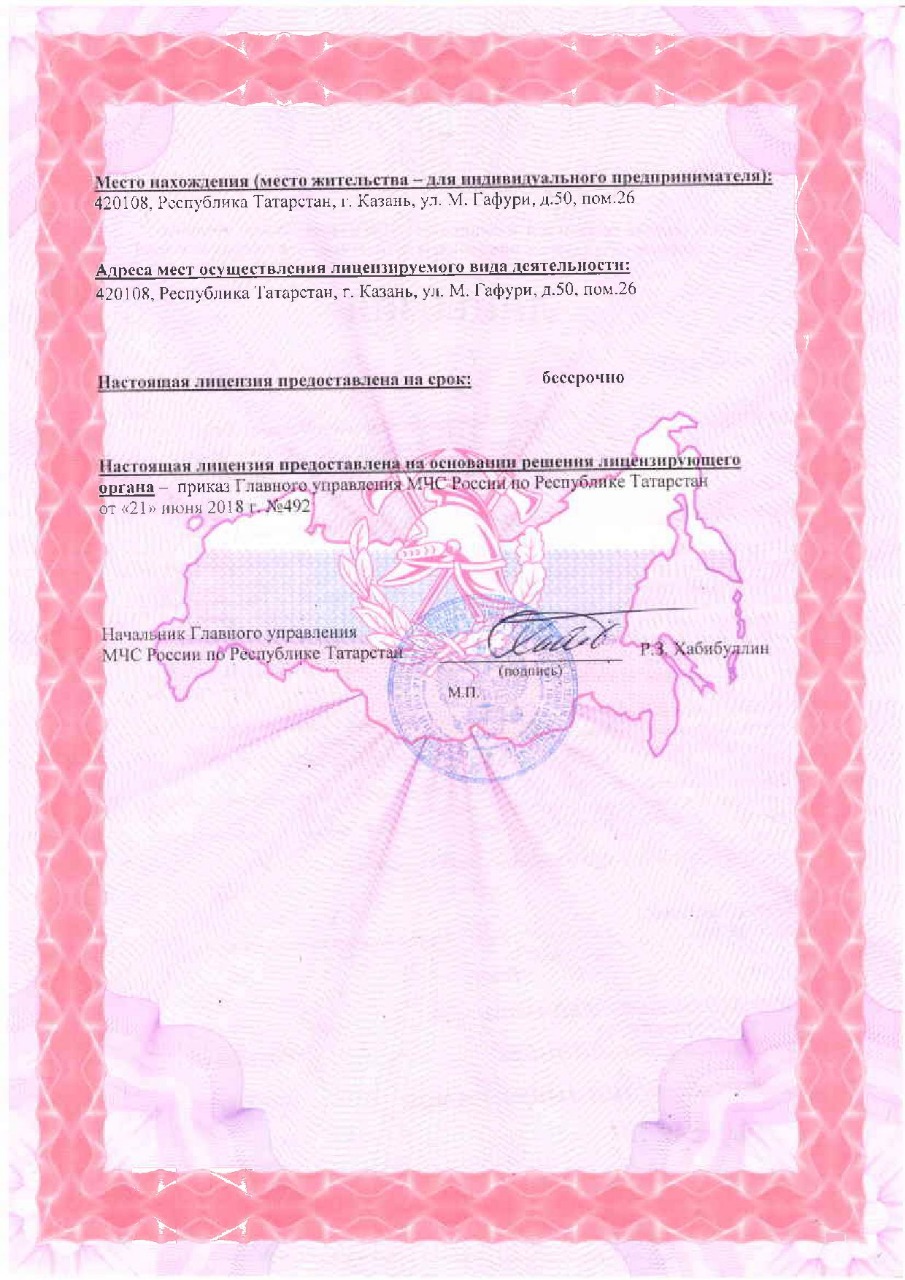 Место нахождения (место жительства – для индивидуального предпринимателя):
420108, Республика Татарстан, г. Казань, ул. М. Гафури, д.50, пом.26
Адреса мест осуществления лицензируемого вида деятельности:
420108, Республика Татарстан, г. Казань, ул. М. Гафури, д.50, пом.26
Настоящая лицензия предоставлена на срок: бессрочно
Настоящая лицензия предоставлена на основании решения лицензирующего
органа – приказ Главного управления МЧС России по Республике Татарстан
от «21» июня 2018 г. №492
Начальник Главного управления
МЧС России по Республике Татарстан Р.З. Хабибуллин
(подпись)
М.П.